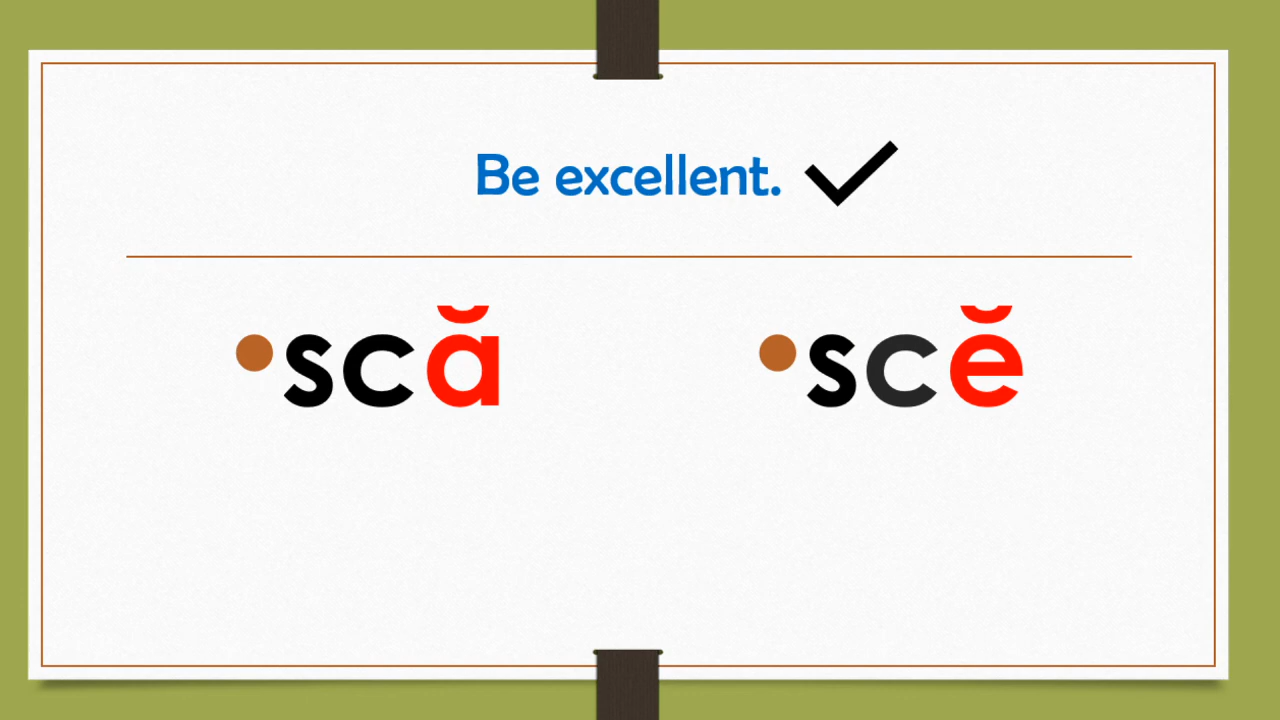 Be excellent. ✓
•scă •scĕ